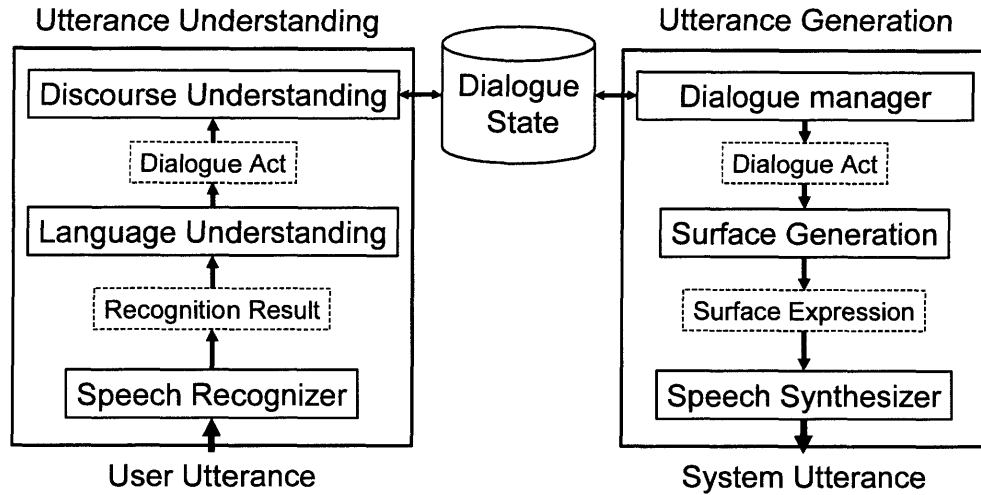 Utterance Understanding
Discourse Understanding
Dialogue Act
Language Understanding
Recognition Result
Speech Recognizer
User Utterance
Dialogue
State
Utterance Generation
Dialogue manager
Dialogue Act
Surface Generation
Surface Expression
Speech Synthesizer
System Utterance